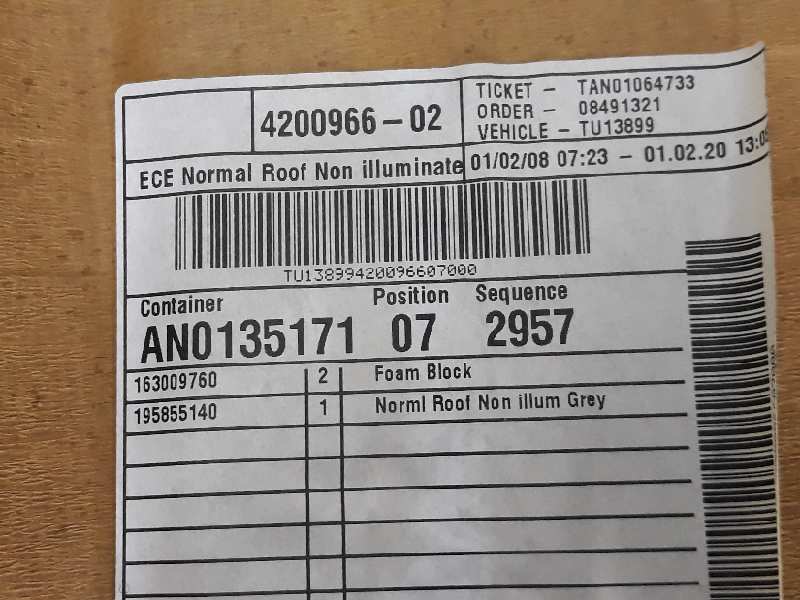 4200966-02
TICKET - TAN01064733
ORDER - 08491321
VEHICLE - TU13899
ECE Normal Roof Non illuminate
01/02/08 07:23 - 01.02.20
TU13899420096607000
Container Position Sequence
AN0135171 07 2957
163009760 2 Foam Block
195855140 1 Norml Roof Non illum Grey